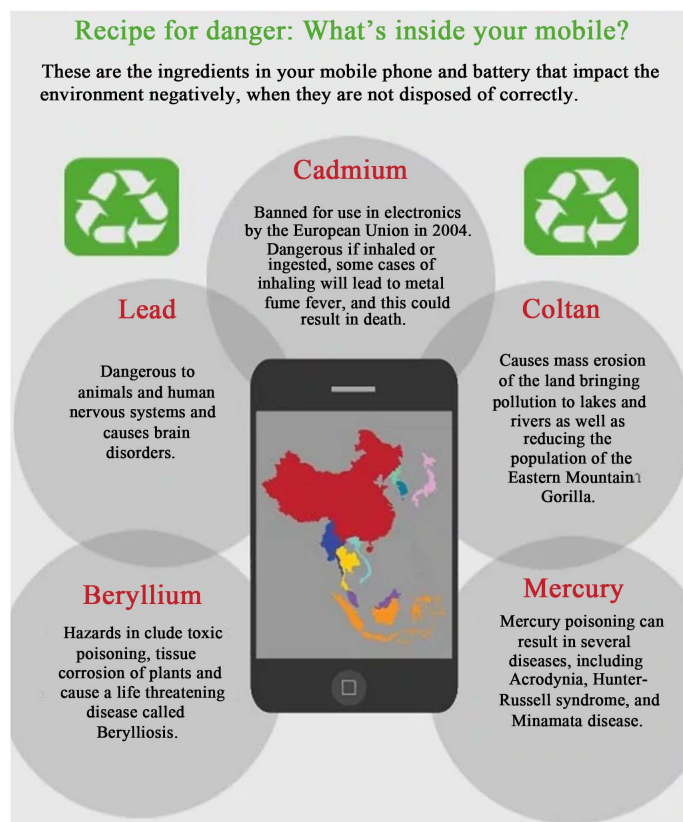 Recipe for danger: What's inside your mobile?
These are the ingredients in your mobile phone and battery that impact the
environment negatively, when they are not disposed of correctly.
Cadmium
Banned for use in electronics
by the European Union in 2004.
Dangerous if inhaled or
ingested, some cases of
inhaling will lead to metal
fume fever, and this could
result in death.
Lead
Dangerous to
animals and human
nervous systems and
causes brain
disorders.
Coltan
Causes mass erosion
of the land bringing
pollution to lakes and
rivers as well as
reducing the
population of the
Eastern Mountain
Gorilla.
Beryllium
Hazards in clude toxic
poisoning, tissue
corrosion of plants and
cause a life threatening
disease called
Berylliosis.
Mercury
Mercury poisoning can
result in several
diseases, including
Acrodynia, Hunter-
Russell syndrome, and
Minamata disease.